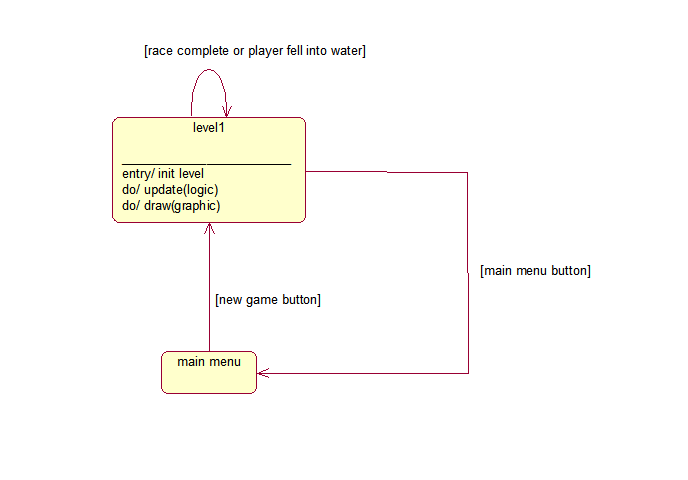 [race complete or player fell into water]
level1
entry/ init level
do/ update(logic)
do/ draw(graphic)
[main menu button]
[new game button]
main menu